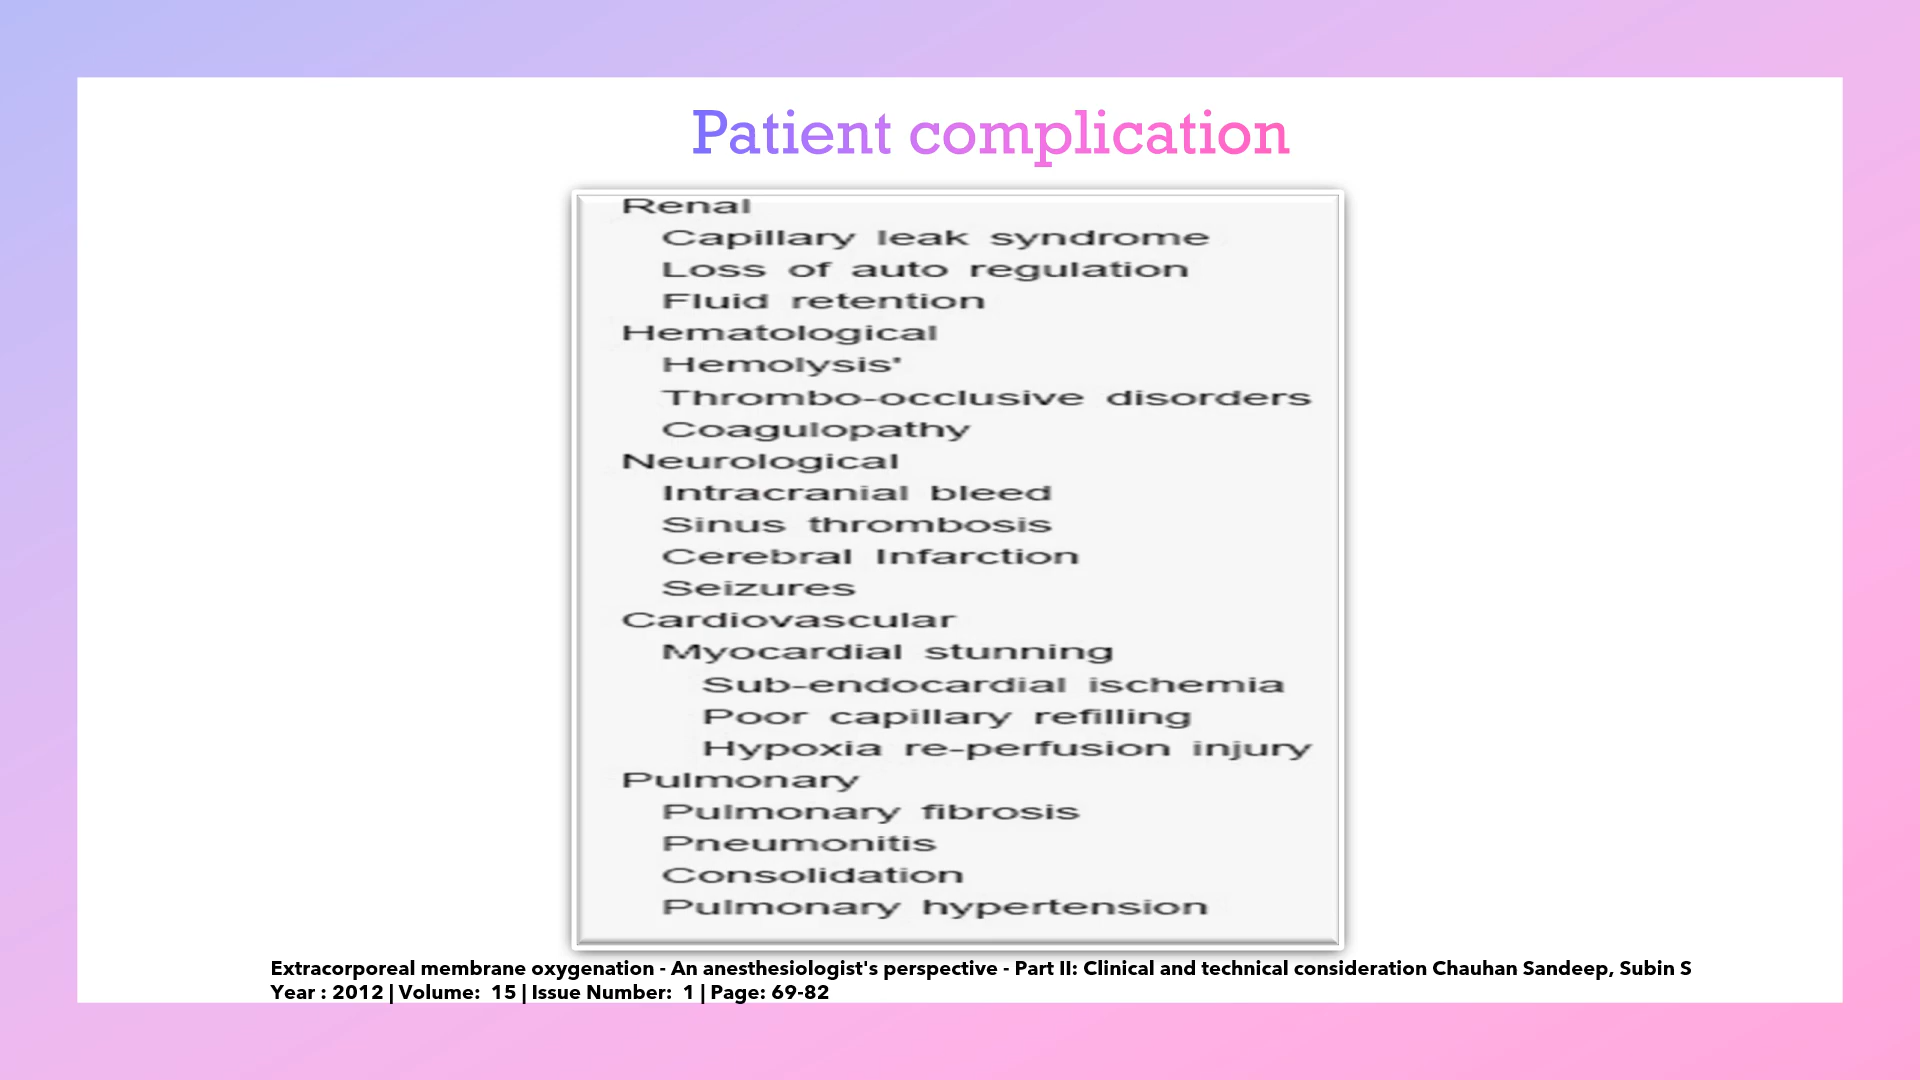 Patient complication
Renal
Capillary leak syndrome
Loss of auto regulation
Fluid retention
Hematological
Hemolysis'
Thrombo-occlusive disorders
Coagulopathy
Neurological
Intracranial bleed
Sinus thrombosis
Cerebral Infarction
Seizures
Cardiovascular
Myocardial stunning
Sub-endocardial ischemia
Poor capillary refilling
Hypoxia re-perfusion injury
Pulmonary
Pulmonary fibrosis
Pneumonitis
Consolidation
Pulmonary hypertension
Extracorporeal membrane oxygenation - An anesthesiologist's perspective - Part II: Clinical and technical consideration Chauhan Sandeep, Subin S
Year : 2012 | Volume: 15 | Issue Number: 1 | Page: 69-82